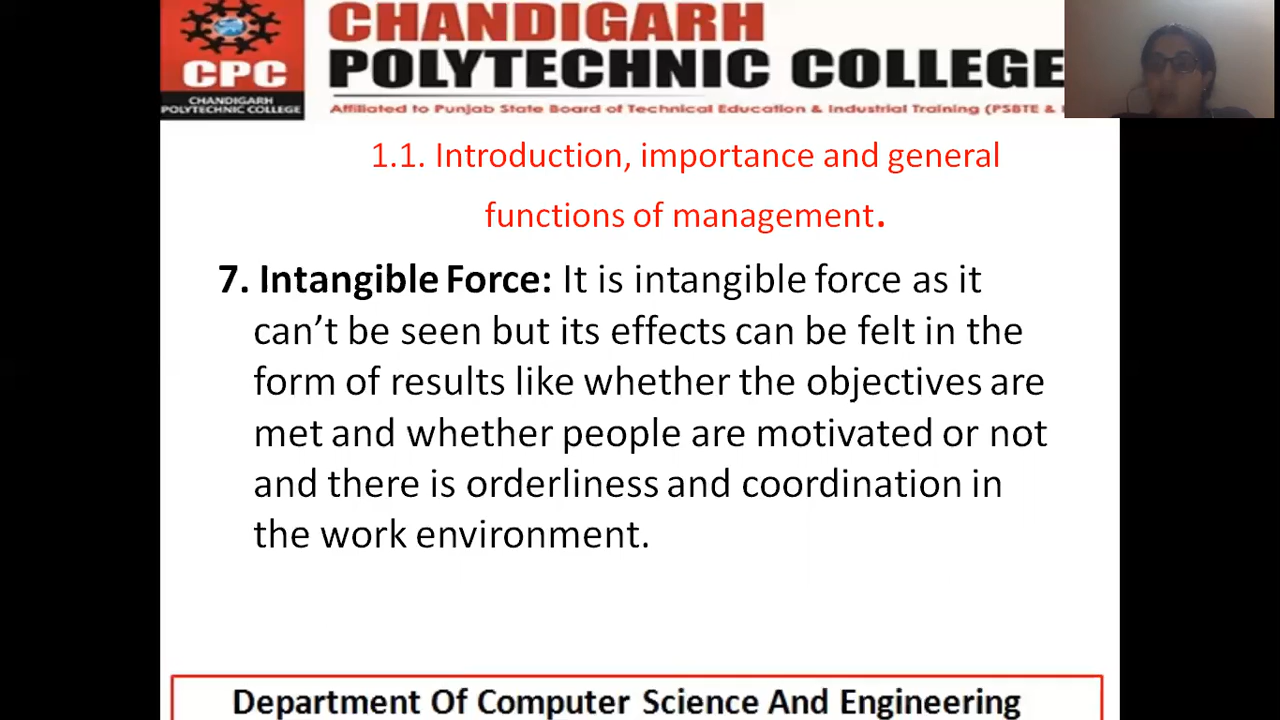 CHANDIGARH
POLYTECHNIC COLLEGE
CPC
CHANDIGARH
POLYTECHNIC COLLEGE
Affiliated to Punjab State Board of Technical Education & Industrial Training (PSBTE &
1.1. Introduction, importance and general
functions of management.
7. Intangible Force: It is intangible force as it
can’t be seen but its effects can be felt in the
form of results like whether the objectives are
met and whether people are motivated or not
and there is orderliness and coordination in
the work environment.
Department Of Computer Science And Engineering